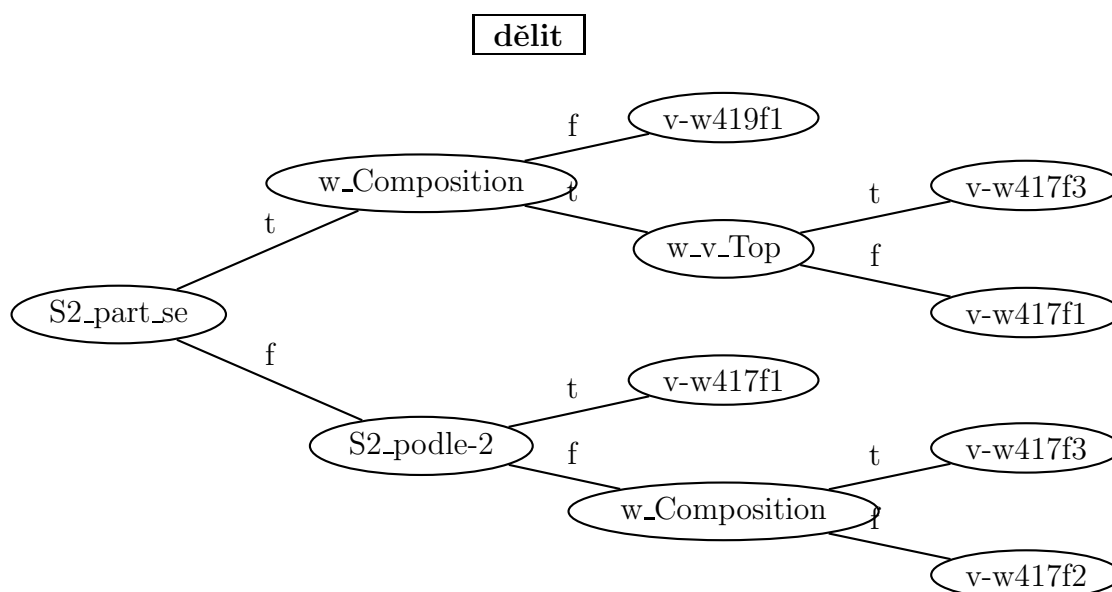 dělit
f
v-w419f1
w_Composition
t
t
v-w417f3
t
w_v_Top
f
S2_part_se
v-w417f1
f
t
v-w417f1
S2_podle-2
f
t
v-w417f3
w_Composition
f
v-w417f2